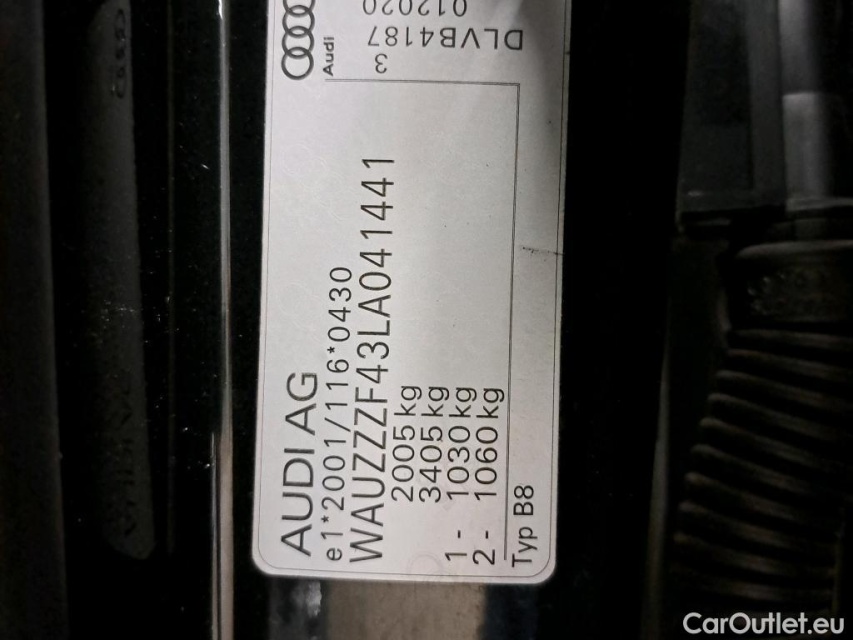 AUDI AG
e1*2001/116*0430
WAUZZZF43LA041441
2005 kg
3405 kg
1 - 1030 kg
2 - 1060 kg
Typ B8
Audi
3
DLVB4187
012020
CarOutlet.eu